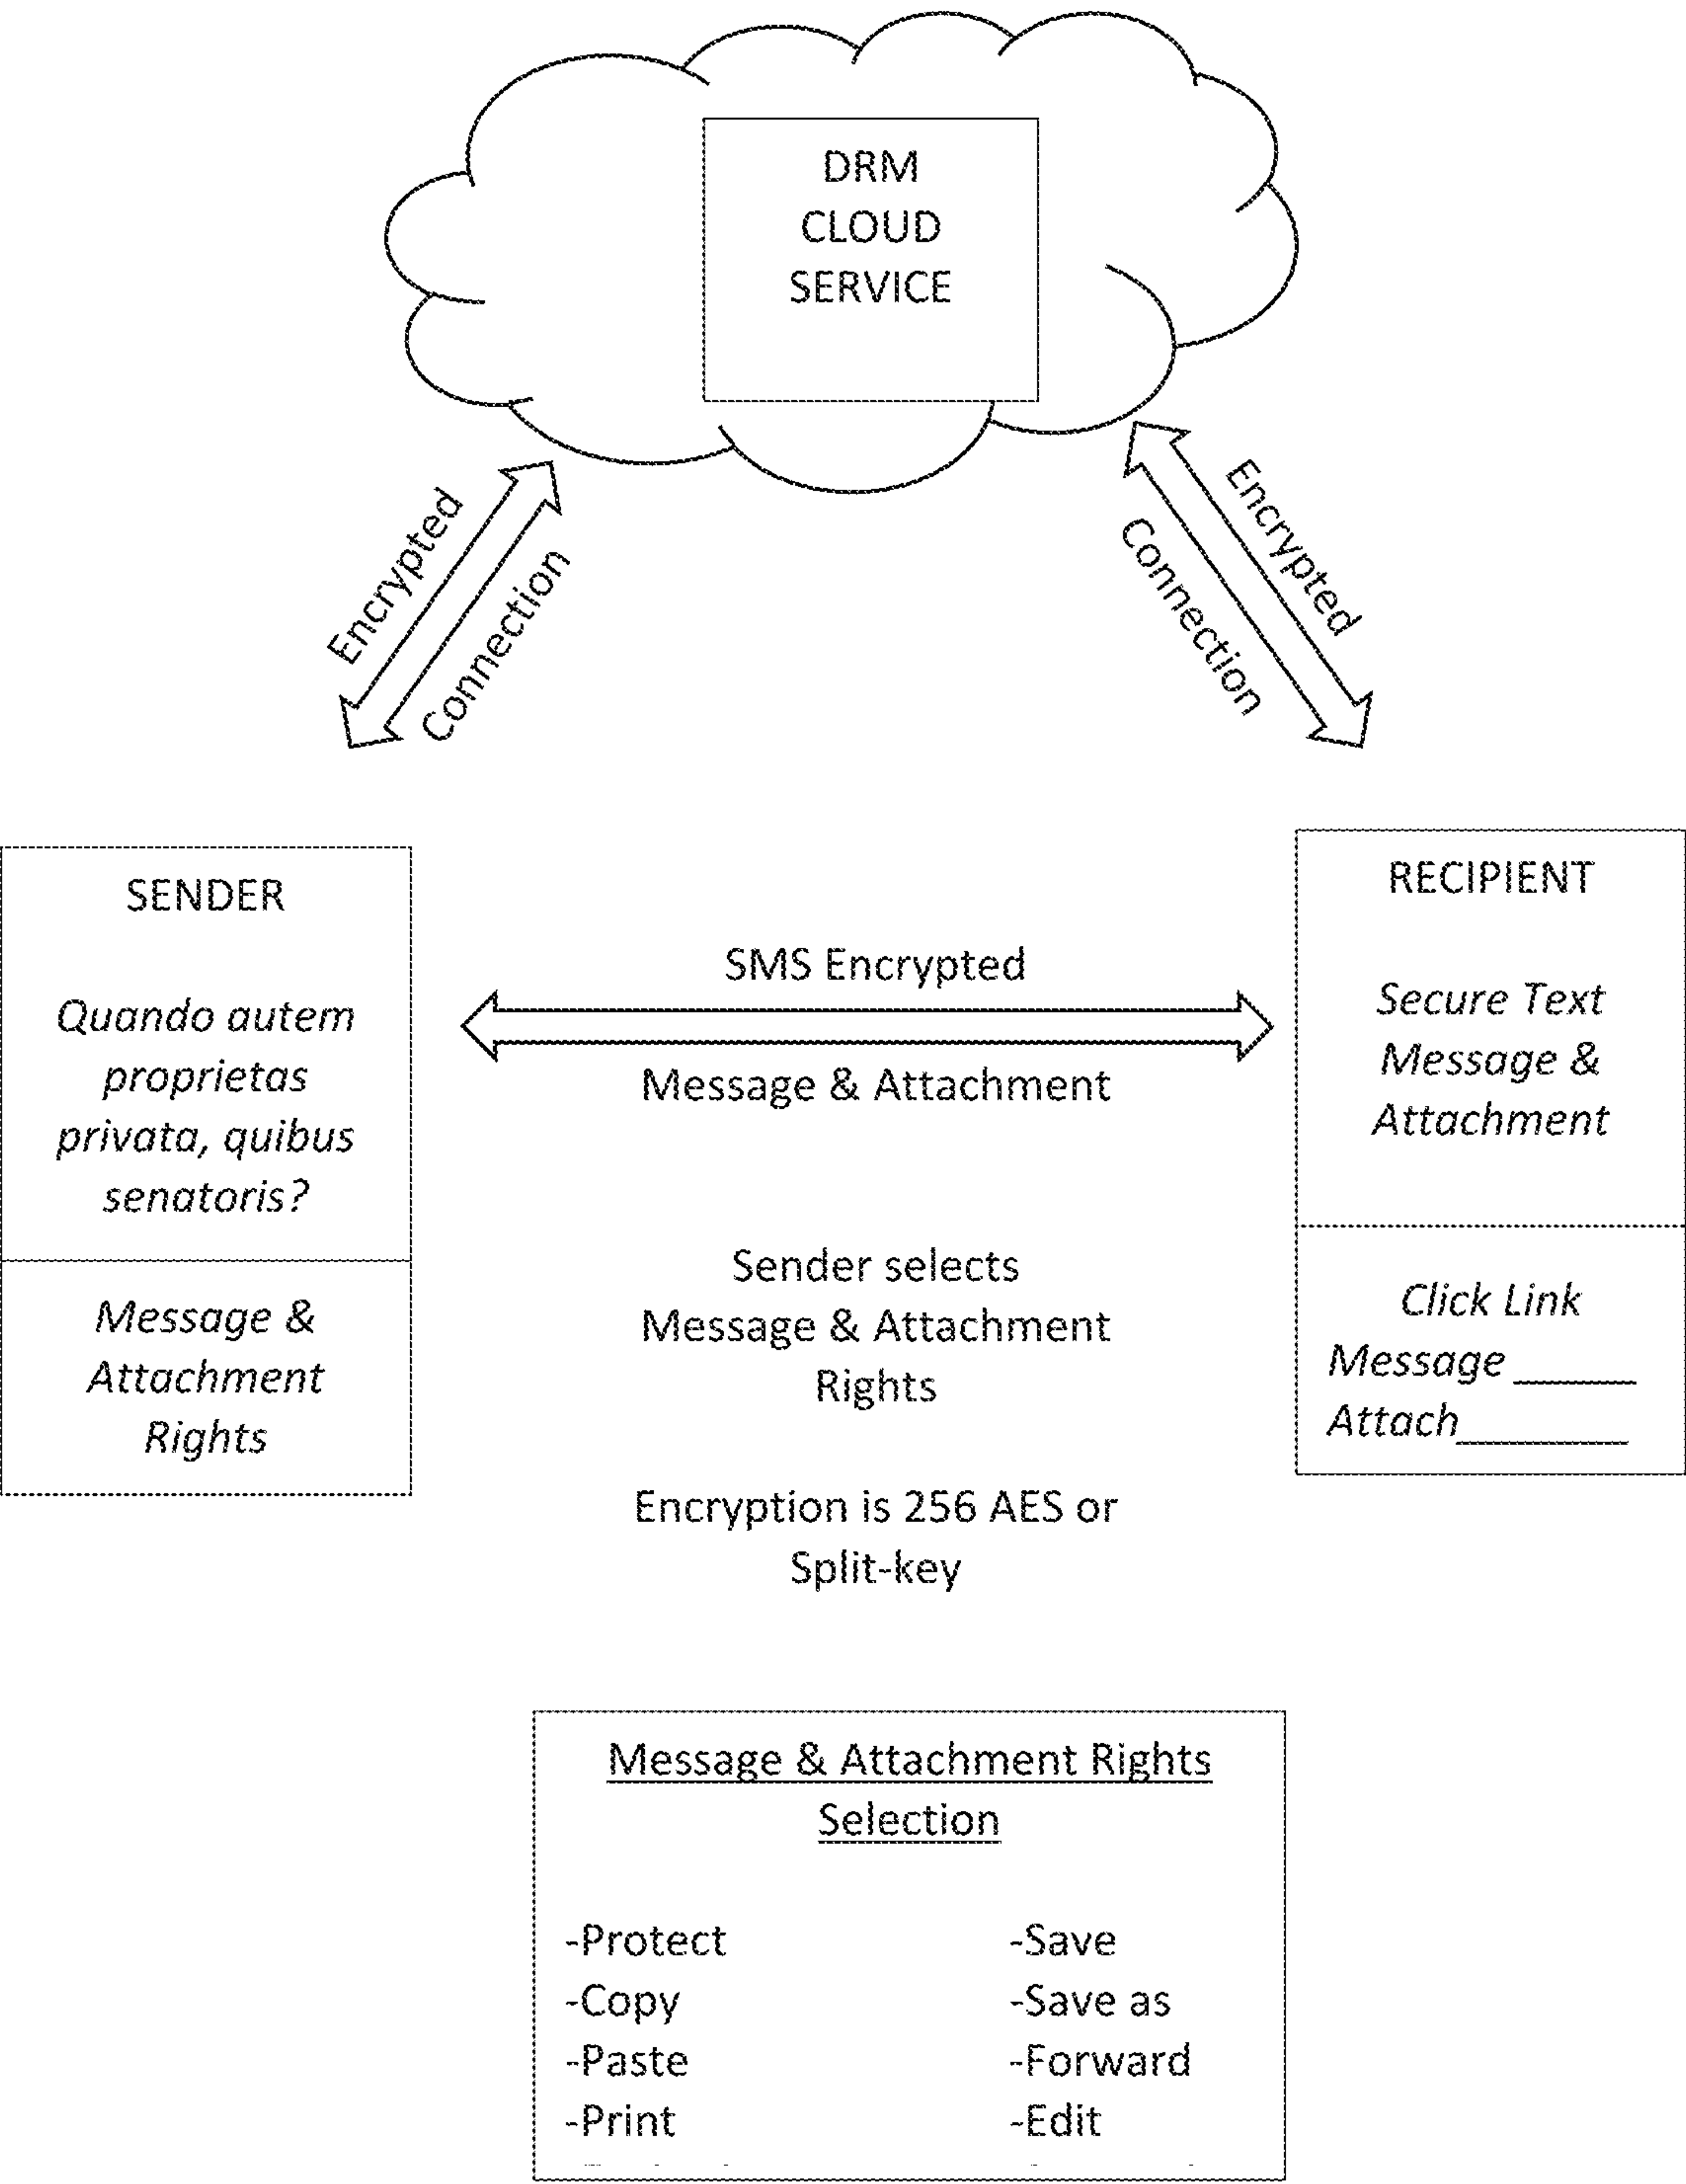 DRM
CLOUD
SERVICE
Encrypted
Connection
Encrypted
Connection
SENDER
Quando autem
proprietas
privata, quibus
senatoris?
Message &
Attachment
Rights
SMS Encrypted
Message & Attachment
Sender selects
Message & Attachment
Rights
Encryption is 256 AES or
Split-key
RECIPIENT
Secure Text
Message &
Attachment
Click Link
Message ______
Attach________
Message & Attachment Rights
Selection
-Protect
-Copy
-Paste
-Print
-Save
-Save as
-Forward
-Edit